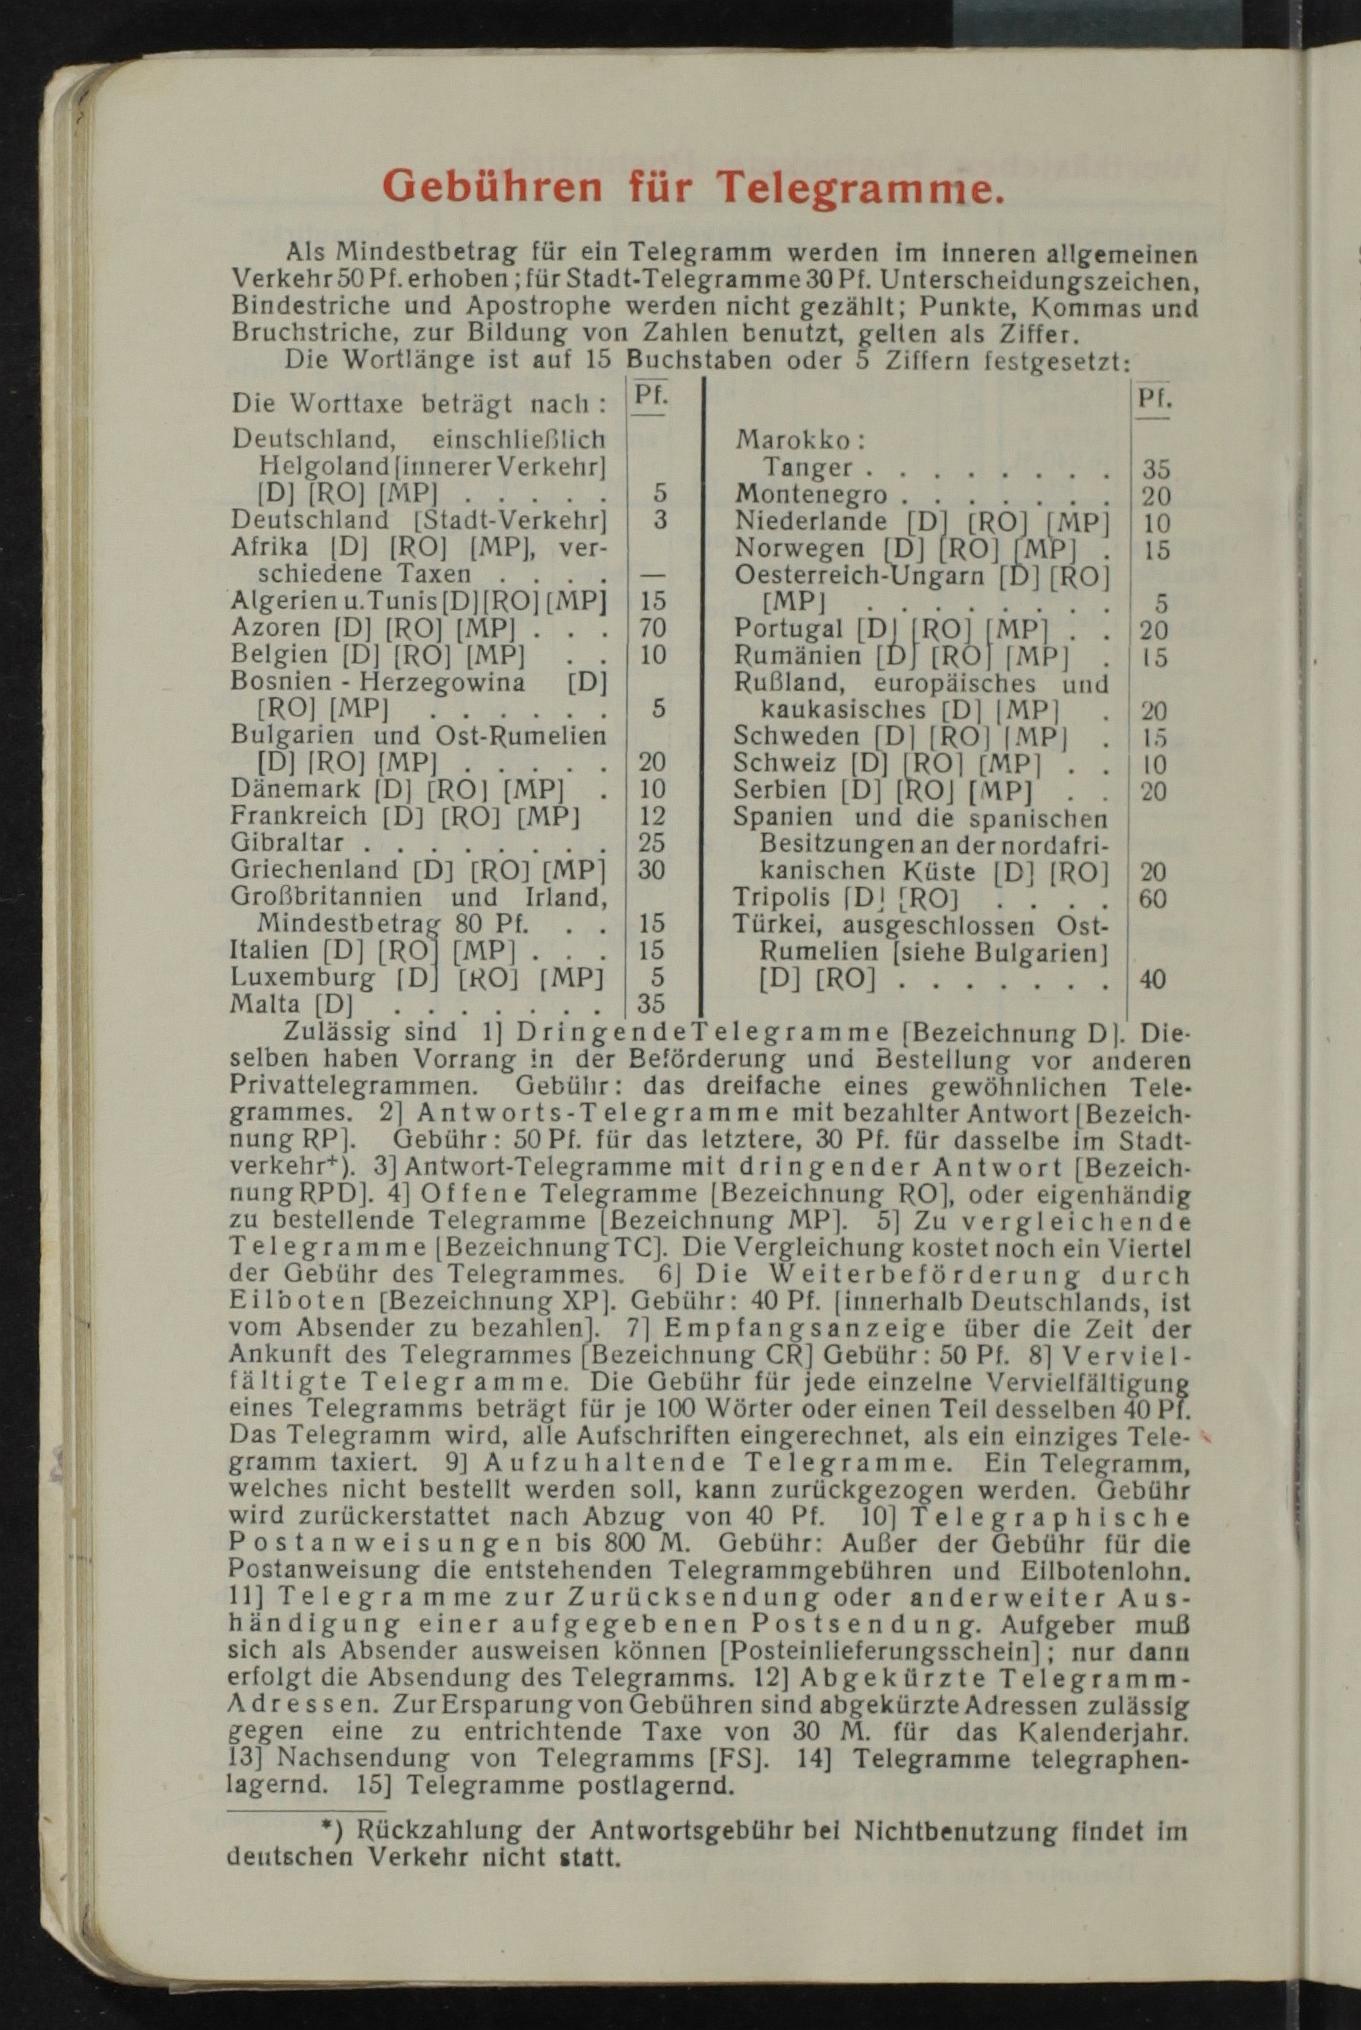 Gebühren für Telegramme.
Als Mindestbetrag für ein Telegramm werden im inneren allgemeinen
Verkehr 50 Pf. erhoben; für Stadt-Telegramme 30 Pf. Unterscheidungszeichen,
Bindestriche und Apostrophe werden nicht gezählt; Punkte, Kommas und
Bruchstriche, zur Bildung von Zahlen benutzt, gelten als Ziffer.
Die Wortlänge ist auf 15 Buchstaben oder 5 Ziffern festgesetzt:
Die Worttaxe beträgt nach: Pf.
Deutschland, einschließlich
Helgoland [innerer Verkehr]
[D] [RO] [MP] . . . . . 5
Deutschland [Stadt-Verkehr] 3
Afrika [D] [RO] [MP], ver-
schiedene Taxen . . . . —
Algerien u. Tunis [D] [RO] [MP] 15
Azoren [D] [RO] [MP] . . . 70
Belgien [D] [RO] [MP] . . 10
Bosnien - Herzegowina [D]
[RO] [MP] . . . . . . 5
Bulgarien und Ost-Rumelien
[D] [RO] [MP] . . . . . 20
Dänemark [D] [RO] [MP] . 10
Frankreich [D] [RO] [MP] 12
Gibraltar . . . . . . . . 25
Griechenland [D] [RO] [MP] 30
Großbritannien und Irland,
Mindestbetrag 80 Pf. . . 15
Italien [D] [RO] [MP] . . . 15
Luxemburg [D] [RO] [MP] 5
Malta [D] . . . . . . . 35
Pf.
Marokko:
Tanger . . . . . . . . 35
Montenegro . . . . . . . 20
Niederlande [D] [RO] [MP] 10
Norwegen [D] [RO] [MP] . 15
Oesterreich-Ungarn [D] [RO]
[MP] . . . . . . . . 5
Portugal [D] [RO] [MP] . . 20
Rumänien [D] [RO] [MP] . 15
Rußland, europäisches und
kaukasisches [D] [MP] . 20
Schweden [D] [RO] [MP] . 15
Schweiz [D] [RO] [MP] . . 10
Serbien [D] [RO] [MP] . . 20
Spanien und die spanischen
Besitzungen an der nordafri-
kanischen Küste [D] [RO] 20
Tripolis [D] [RO] . . . . 60
Türkei, ausgeschlossen Ost-
Rumelien [siehe Bulgarien]
[D] [RO] . . . . . . . 40
Zulässig sind 1] Dringende Telegramme [Bezeichnung D]. Die-
selben haben Vorrang in der Beförderung und Bestellung vor anderen
Privattelegrammen. Gebühr: das dreifache eines gewöhnlichen Tele-
grammes. 2] Antworts-Telegramme mit bezahlter Antwort [Bezeich-
nung RP]. Gebühr: 50 Pf. für das letztere, 30 Pf. für dasselbe im Stadt-
verkehr*). 3] Antwort-Telegramme mit dringender Antwort [Bezeich-
nung RPD]. 4] Offene Telegramme [Bezeichnung RO], oder eigenhändig
zu bestellende Telegramme [Bezeichnung MP]. 5] Zu vergleichende
Telegramme [Bezeichnung TC]. Die Vergleichung kostet noch ein Viertel
der Gebühr des Telegrammes. 6] Die Weiterbeförderung durch
Eilboten [Bezeichnung XP]. Gebühr: 40 Pf. [innerhalb Deutschlands, ist
vom Absender zu bezahlen]. 7] Empfangsanzeige über die Zeit der
Ankunft des Telegrammes [Bezeichnung CR] Gebühr: 50 Pf. 8] Verviel-
fältigte Telegramme. Die Gebühr für jede einzelne Vervielfältigung
eines Telegramms beträgt für je 100 Wörter oder einen Teil desselben 40 Pf.
Das Telegramm wird, alle Aufschriften eingerechnet, als ein einziges Tele-
gramm taxiert. 9] Aufzuhaltende Telegramme. Ein Telegramm,
welches nicht bestellt werden soll, kann zurückgezogen werden. Gebühr
wird zurückerstattet nach Abzug von 40 Pf. 10] Telegraphische
Postanweisungen bis 800 M. Gebühr: Außer der Gebühr für die
Postanweisung die entstehenden Telegrammgebühren und Eilbotenlohn.
11] Telegramme zur Zurücksendung oder anderweiter Aus-
händigung einer aufgegebenen Postsendung. Aufgeber muß
sich als Absender ausweisen können [Posteinlieferungsschein]; nur dann
erfolgt die Absendung des Telegramms. 12] Abgekürzte Telegramm-
Adressen. Zur Ersparung von Gebühren sind abgekürzte Adressen zulässig
gegen eine zu entrichtende Taxe von 30 M. für das Kalenderjahr.
13] Nachsendung von Telegramms [FS]. 14] Telegramme telegraphen-
lagernd. 15] Telegramme postlagernd.
*) Rückzahlung der Antwortsgebühr bei Nichtbenutzung findet im
deutschen Verkehr nicht statt.